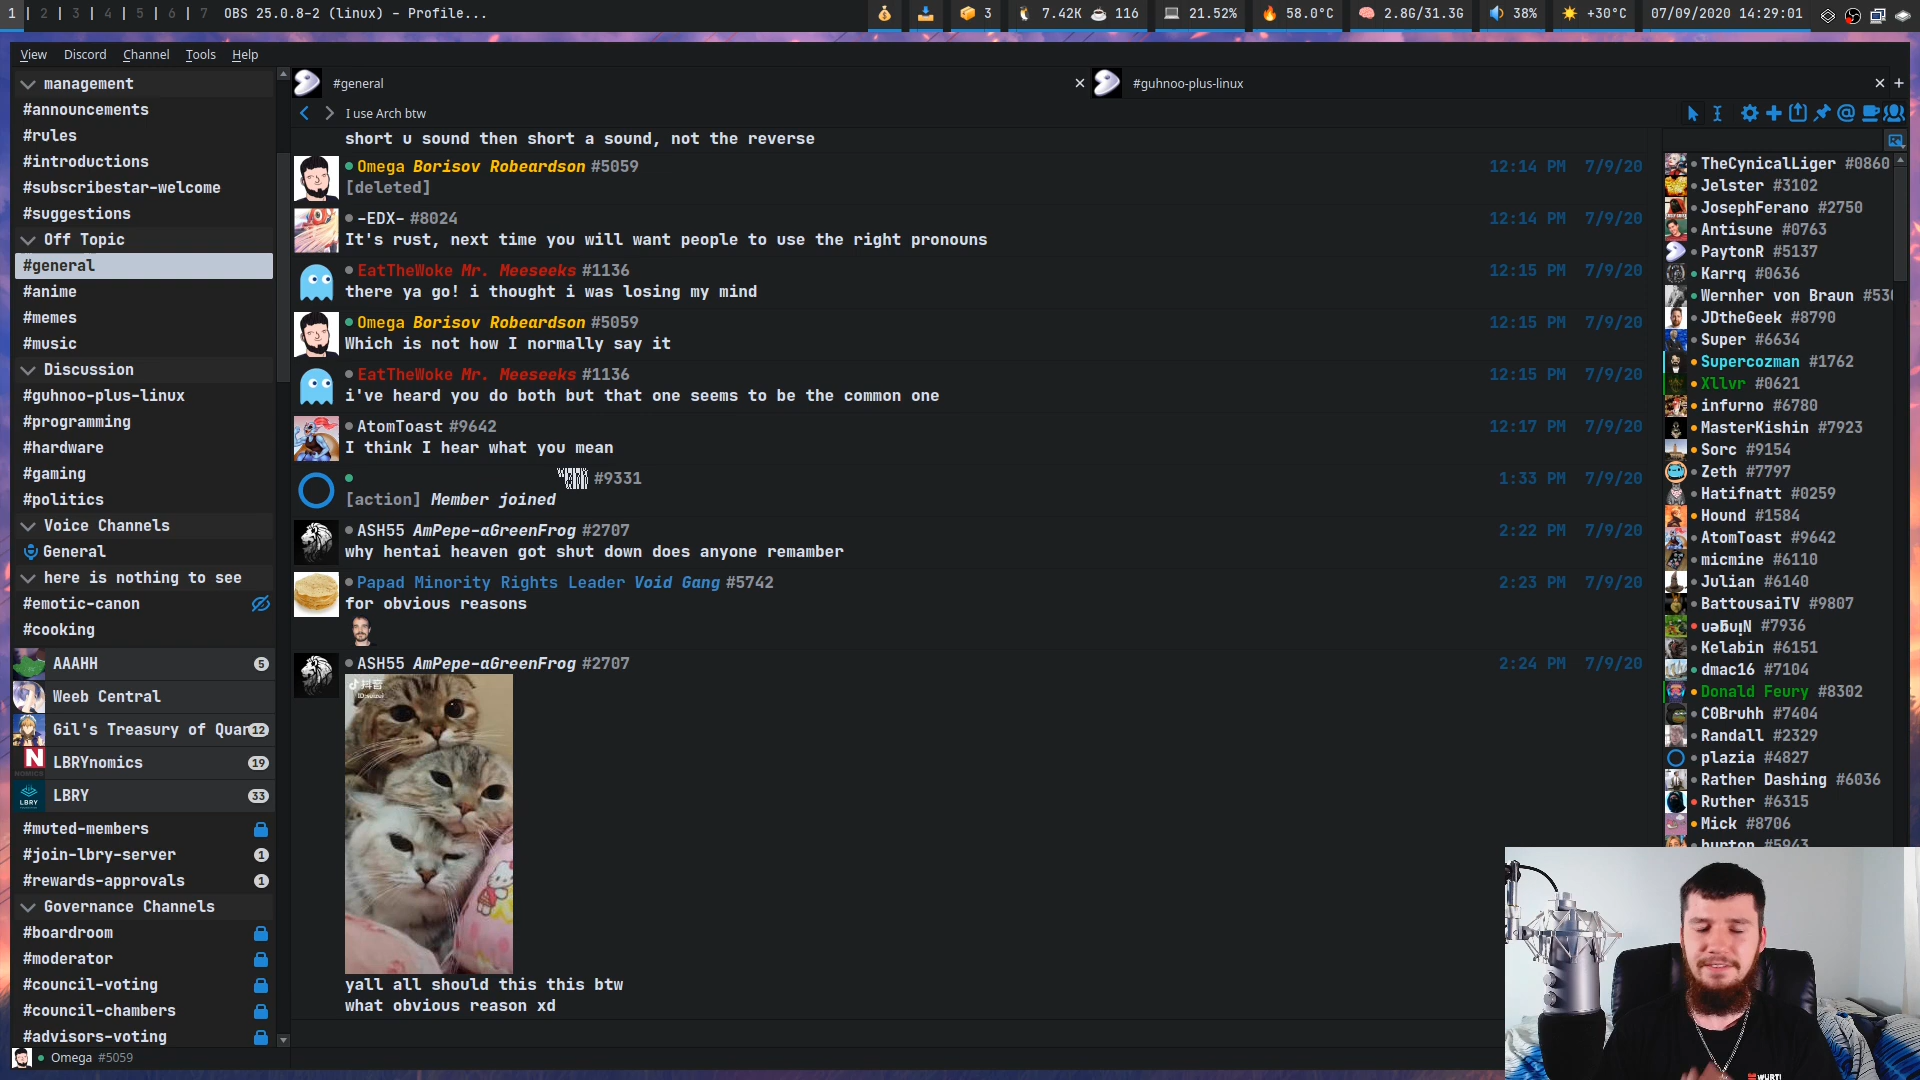 1 | 2 | 3 | 4 | 5 | 6 | 7 OBS 25.0.8-2 (linux) - Profile...
3 7.42K 116 21.52% 58.0°C 2.8G/31.3G 38% +30°C 07/09/2020 14:29:01
View Discord Channel Tools Help
management
#announcements
#rules
#introductions
#subscribestar-welcome
#suggestions
Off Topic
#general
#anime
#memes
#music
Discussion
#guhnoo-plus-linux
#programming
#hardware
#gaming
#politics
Voice Channels
General
here is nothing to see
#emotic-canon
#cooking
AAAHH 5
Weeb Central
Gil's Treasury of Quar 12
LBRYnomics 19
LBRY 33
#muted-members
#join-lbry-server 1
#rewards-approvals 1
Governance Channels
#boardroom
#moderator
#council-voting
#council-chambers
#advisors-voting
Omega #5059
#general
#guhnoo-plus-linux
I use Arch btw
short u sound then short a sound, not the reverse
Omega Borisov Robeardson #5059 12:14 PM 7/9/20
[deleted]
-EDX- #8024 12:14 PM 7/9/20
It's rust, next time you will want people to use the right pronouns
EatTheWoke Mr. Meeseeks #1136 12:15 PM 7/9/20
there ya go! i thought i was losing my mind
Omega Borisov Robeardson #5059 12:15 PM 7/9/20
Which is not how I normally say it
EatTheWoke Mr. Meeseeks #1136 12:15 PM 7/9/20
i've heard you do both but that one seems to be the common one
AtomToast #9642 12:17 PM 7/9/20
I think I hear what you mean
#9331 1:33 PM 7/9/20
[action] Member joined
ASH55 AmPepe-aGreenFrog #2707 2:22 PM 7/9/20
why hentai heaven got shut down does anyone remamber
Papad Minority Rights Leader Void Gang #5742 2:23 PM 7/9/20
for obvious reasons
ASH55 AmPepe-aGreenFrog #2707 2:24 PM 7/9/20
抖音
yall all should this this btw
what obvious reason xd
TheCynicalLiger #0860
Jelster #3102
JosephFerano #2750
Antisune #0763
PaytonR #5137
Karrq #0636
Wernher von Braun #530
JDtheGeek #8790
Super #6634
Supercozman #1762
Xllvr #0621
infurno #6780
MasterKishin #7923
Sorc #9154
Zeth #7797
Hatifnatt #0259
Hound #1584
AtomToast #9642
micmine #6110
Julian #6140
BattousaiTV #9807
#7936
Kelabin #6151
dmac16 #7104
Donald Feury #8302
C0Bruhh #7404
Randall #2329
plazia #4827
Rather Dashing #6036
Ruther #6315
Mick #8706
burton #5943